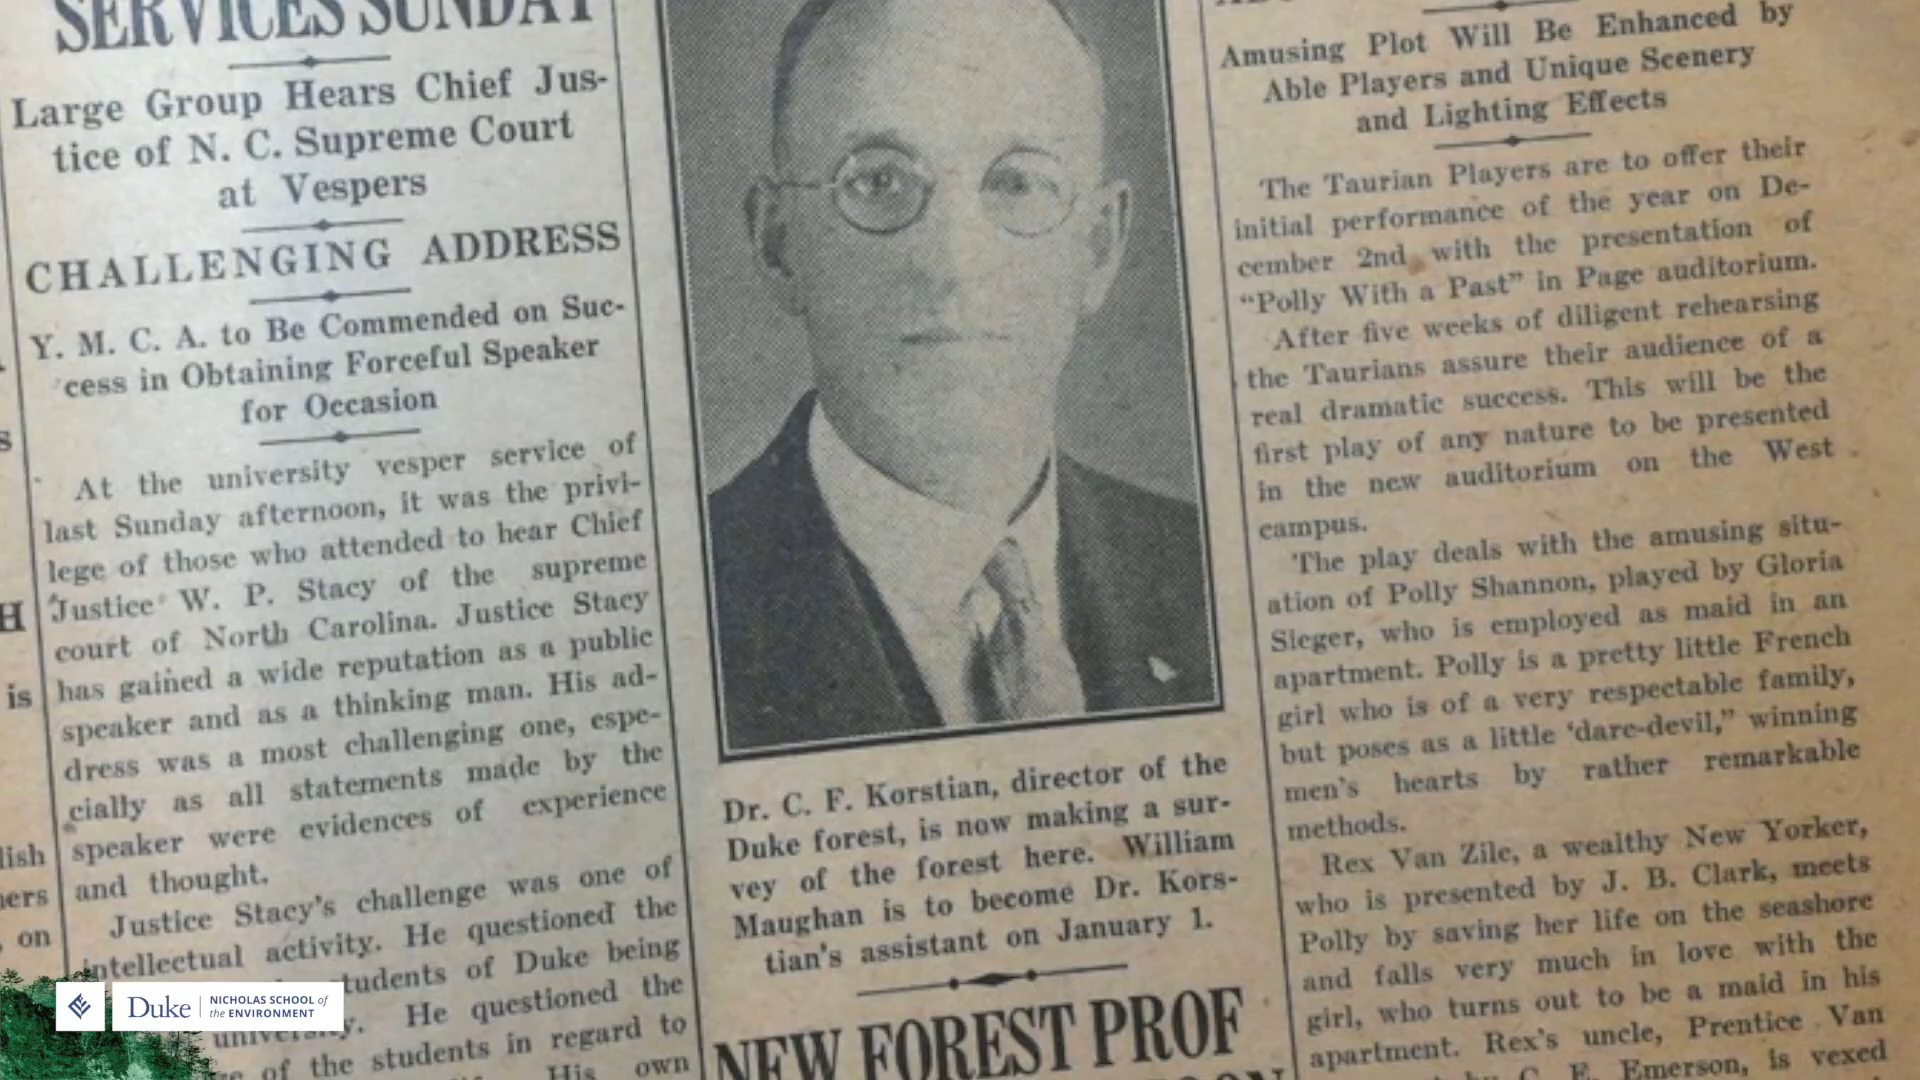 SERVICES SUNDAY
Large Group Hears Chief Jus-
tice of N. C. Supreme Court
at Vespers
CHALLENGING ADDRESS
Y. M. C. A. to Be Commended on Suc-
cess in Obtaining Forceful Speaker
for Occasion
At the university vesper service of
last Sunday afternoon, it was the privi-
lege of those who attended to hear Chief
Justice W. P. Stacy of the supreme
court of North Carolina. Justice Stacy
has gained a wide reputation as a public
speaker and as a thinking man. His ad-
dress was a most challenging one, espe-
cially as all statements made by the
speaker were evidences of experience
and thought.
Justice Stacy's challenge was one of
intellectual activity. He questioned the
students of Duke being
university. He questioned the
of the students in regard to
His own
s
H
is
lish
ners
on
Dr. C. F. Korstian, director of the
Duke forest, is now making a sur-
vey of the forest here. William
Maughan is to become Dr. Kors-
tian's assistant on January 1.
NEW FOREST PROF
Amusing Plot Will Be Enhanced by
Able Players and Unique Scenery
and Lighting Effects
The Taurian Players are to offer their
initial performance of the year on De-
cember 2nd with the presentation of
“Polly With a Past” in Page auditorium.
After five weeks of diligent rehearsing
the Taurians assure their audience of a
real dramatic success. This will be the
first play of any nature to be presented
in the new auditorium on the West
campus.
The play deals with the amusing situ-
ation of Polly Shannon, played by Gloria
Sieger, who is employed as maid in an
apartment. Polly is a pretty little French
girl who is of a very respectable family,
but poses as a little ‘dare-devil,” winning
men's hearts by rather remarkable
methods.
Rex Van Zile, a wealthy New Yorker,
who is presented by J. B. Clark, meets
Polly by saving her life on the seashore
and falls very much in love with the
girl, who turns out to be a maid in his
apartment. Rex's uncle, Prentice Van
C. E. Emerson, is vexed
Duke
NICHOLAS SCHOOL of
the ENVIRONMENT